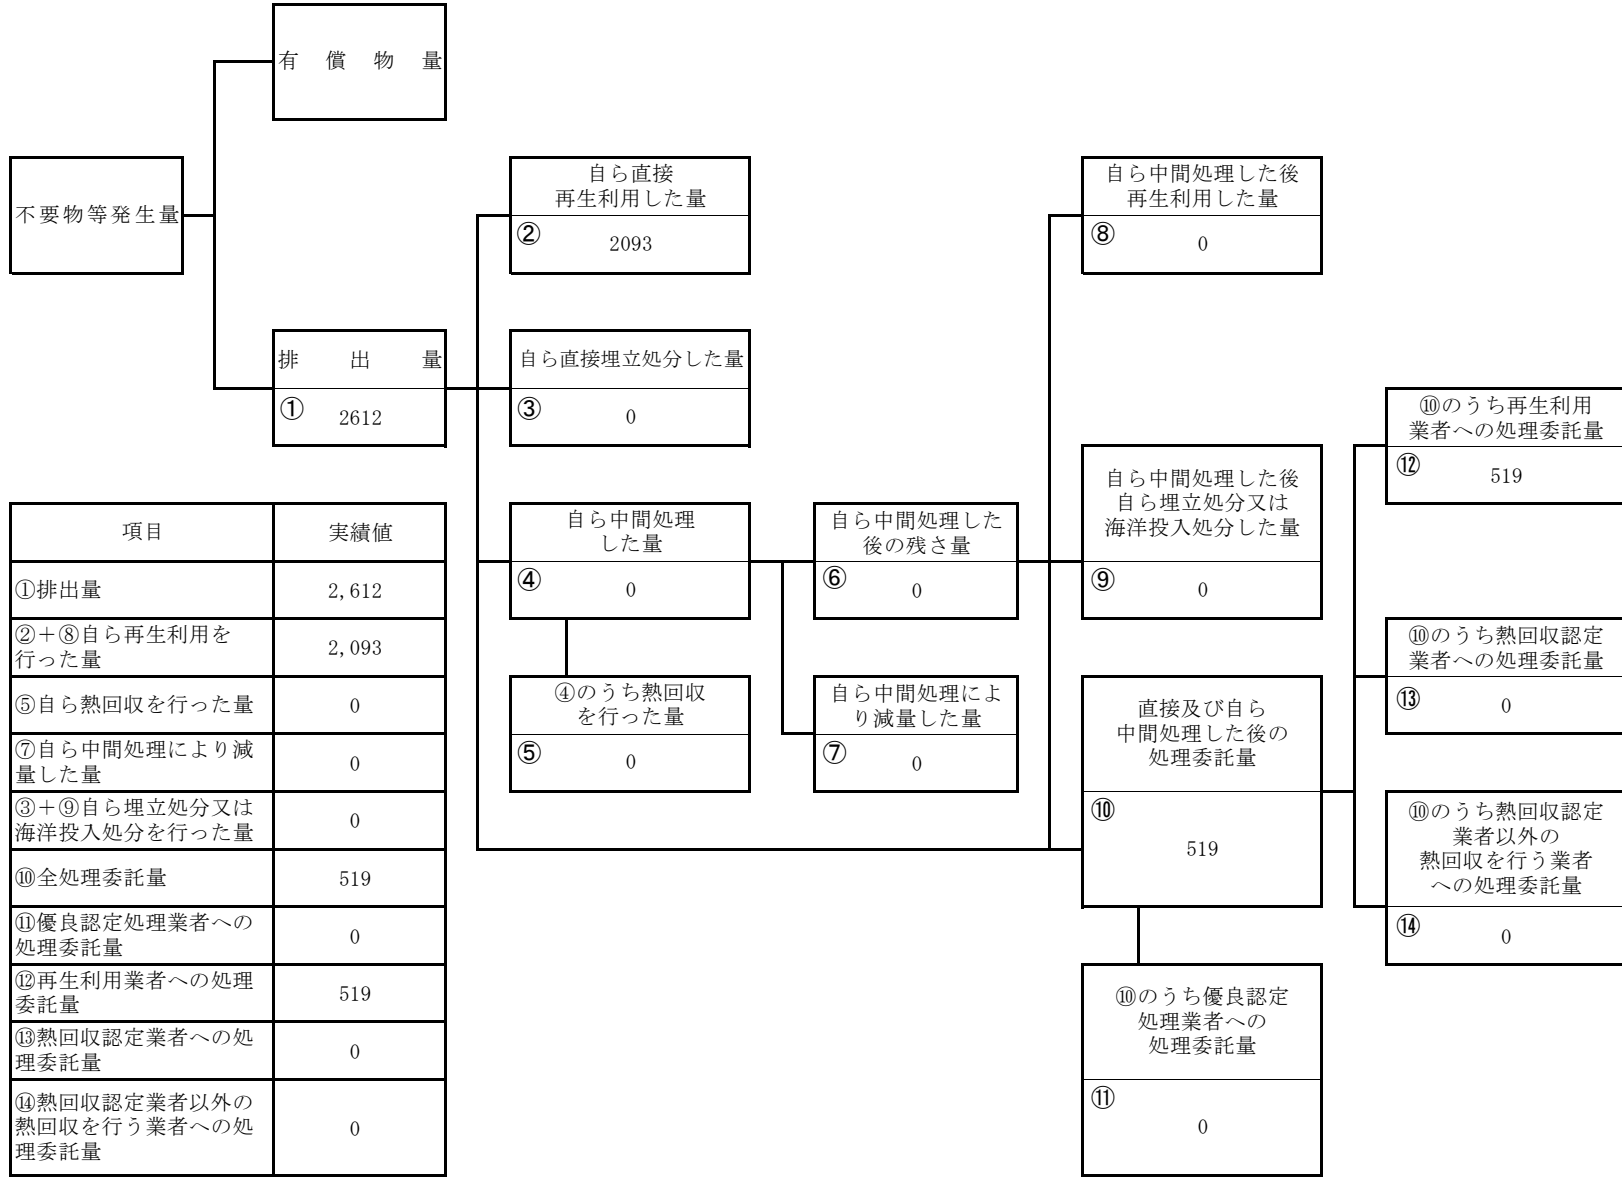 有償物量
不要物等発生量
排出量
①
2612
自ら直接
再生利用した量
②
2093
自ら直接埋立処分した量
③
0
自ら中間処理
した量
④
0
④のうち熱回収
を行った量
⑤
0
自ら中間処理した
後の残さ量
⑥
0
自ら中間処理によ
り減量した量
⑦
0
自ら中間処理した後
再生利用した量
⑧
0
自ら中間処理した後
自ら埋立処分又は
海洋投入処分した量
⑨
0
直接及び自ら
中間処理した後の
処理委託量
⑩
519
⑩のうち優良認定
処理業者への
処理委託量
⑪
0
⑩のうち再生利用
業者への処理委託量
⑫
519
⑩のうち熱回収認定
業者への処理委託量
⑬
0
⑩のうち熱回収認定
業者以外の
熱回収を行う業者
への処理委託量
⑭
0
項目 実績値
①排出量 2,612
②＋⑧自ら再生利用を
行った量 2,093
⑤自ら熱回収を行った量 0
⑦自ら中間処理により減
量した量 0
③＋⑨自ら埋立処分又は
海洋投入処分を行った量 0
⑩全処理委託量 519
⑪優良認定処理業者への
処理委託量 0
⑫再生利用業者への処理
委託量 519
⑬熱回収認定業者への処
理委託量 0
⑭熱回収認定業者以外の
熱回収を行う業者への処
理委託量 0